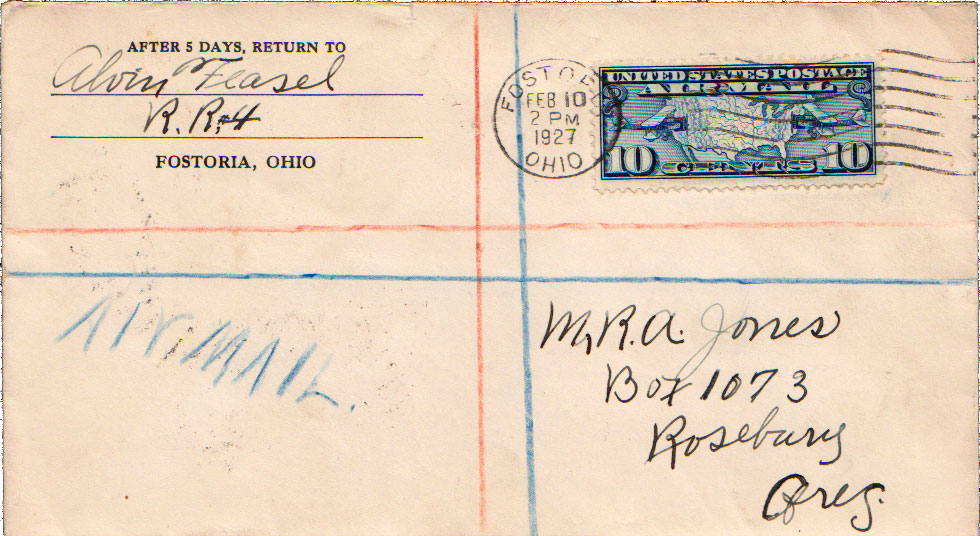 AFTER 5 DAYS, RETURN TO
Alvin Feasel
R.R.#4
FOSTORIA, OHIO
FOSTORIA
FEB 10
2 PM
1927
OHIO
UNITED STATES POSTAGE
AIR MAIL
10 CENTS 10
AIR MAIL.
Mr R.A. Jones
Box 1073
Roseburg
Oreg.